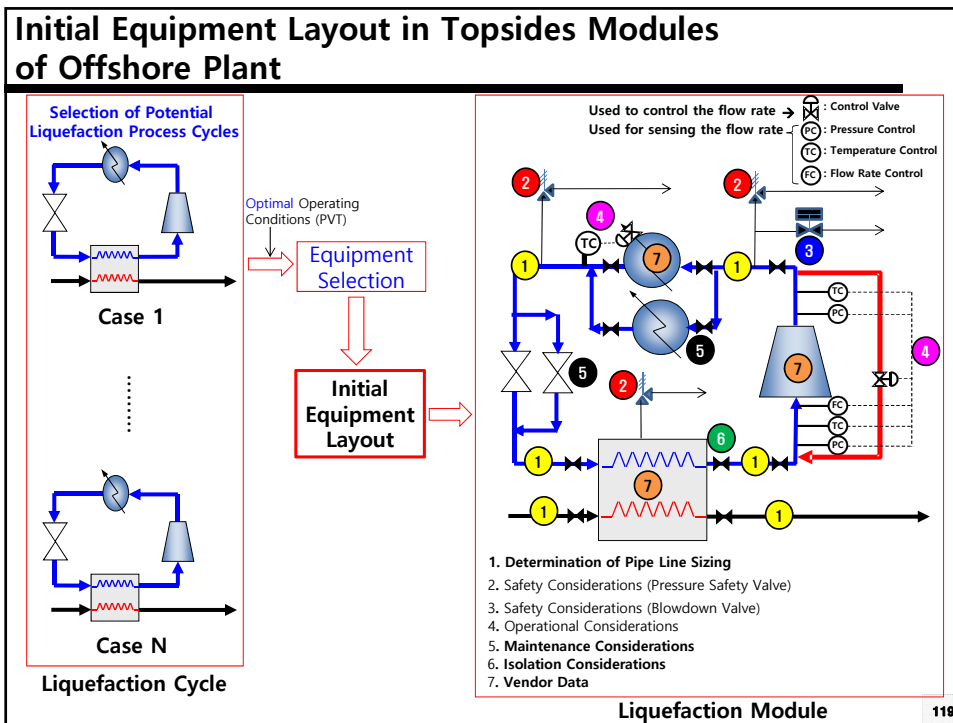 Initial Equipment Layout in Topsides Modules
of Offshore Plant
Selection of Potential
Liquefaction Process Cycles
Case 1
........
Case N
Liquefaction Cycle
Optimal Operating
Conditions (PVT)
Equipment
Selection
Initial
Equipment
Layout
Used to control the flow rate
: Control Valve
Used for sensing the flow rate
PC : Pressure Control
TC : Temperature Control
FC : Flow Rate Control
2
2
4
TC
3
1
7
1
TC
PC
5
4
5
7
2
FC
6
TC
1
1
PC
7
1
1
1. Determination of Pipe Line Sizing
2. Safety Considerations (Pressure Safety Valve)
3. Safety Considerations (Blowdown Valve)
4. Operational Considerations
5. Maintenance Considerations
6. Isolation Considerations
7. Vendor Data
Liquefaction Module
119